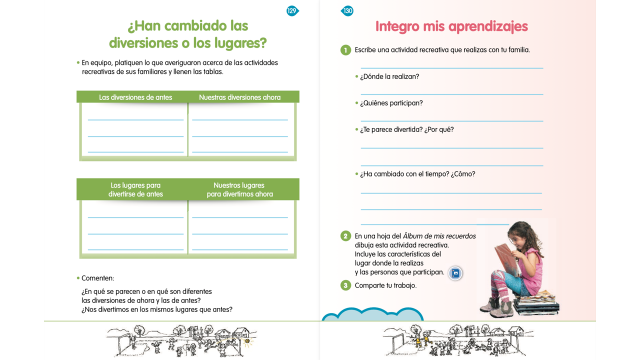 129
¿Han cambiado las
diversiones o los lugares?
• En equipo, platiquen lo que averiguaron acerca de las actividades
recreativas de sus familiares y llenen las tablas.
Las diversiones de antes
Nuestras diversiones ahora
Los lugares para
divertirse de antes
Nuestros lugares
para divertirnos ahora
• Comenten:
¿En qué se parecen o en qué son diferentes
las diversiones de ahora y las de antes?
¿Nos divertimos en los mismos lugares que antes?
130
Integro mis aprendizajes
1 Escribe una actividad recreativa que realizas con tu familia.
• ¿Dónde la realizan?
• ¿Quiénes participan?
• ¿Te parece divertida? ¿Por qué?
• ¿Ha cambiado con el tiempo? ¿Cómo?
2 En una hoja del Álbum de mis recuerdos
dibuja esta actividad recreativa.
Incluye las características del
lugar donde la realizas
y las personas que participan.
3 Comparte tu trabajo.